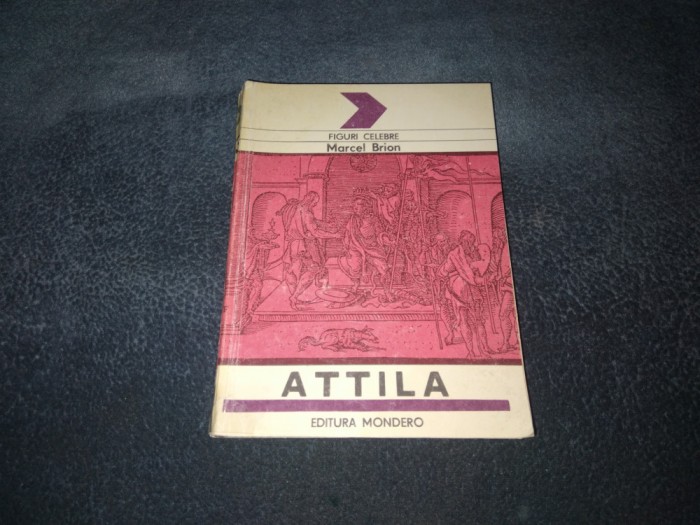 FIGURI CELEBRE
Marcel Brion
ATTILA
EDITURA MONDERO